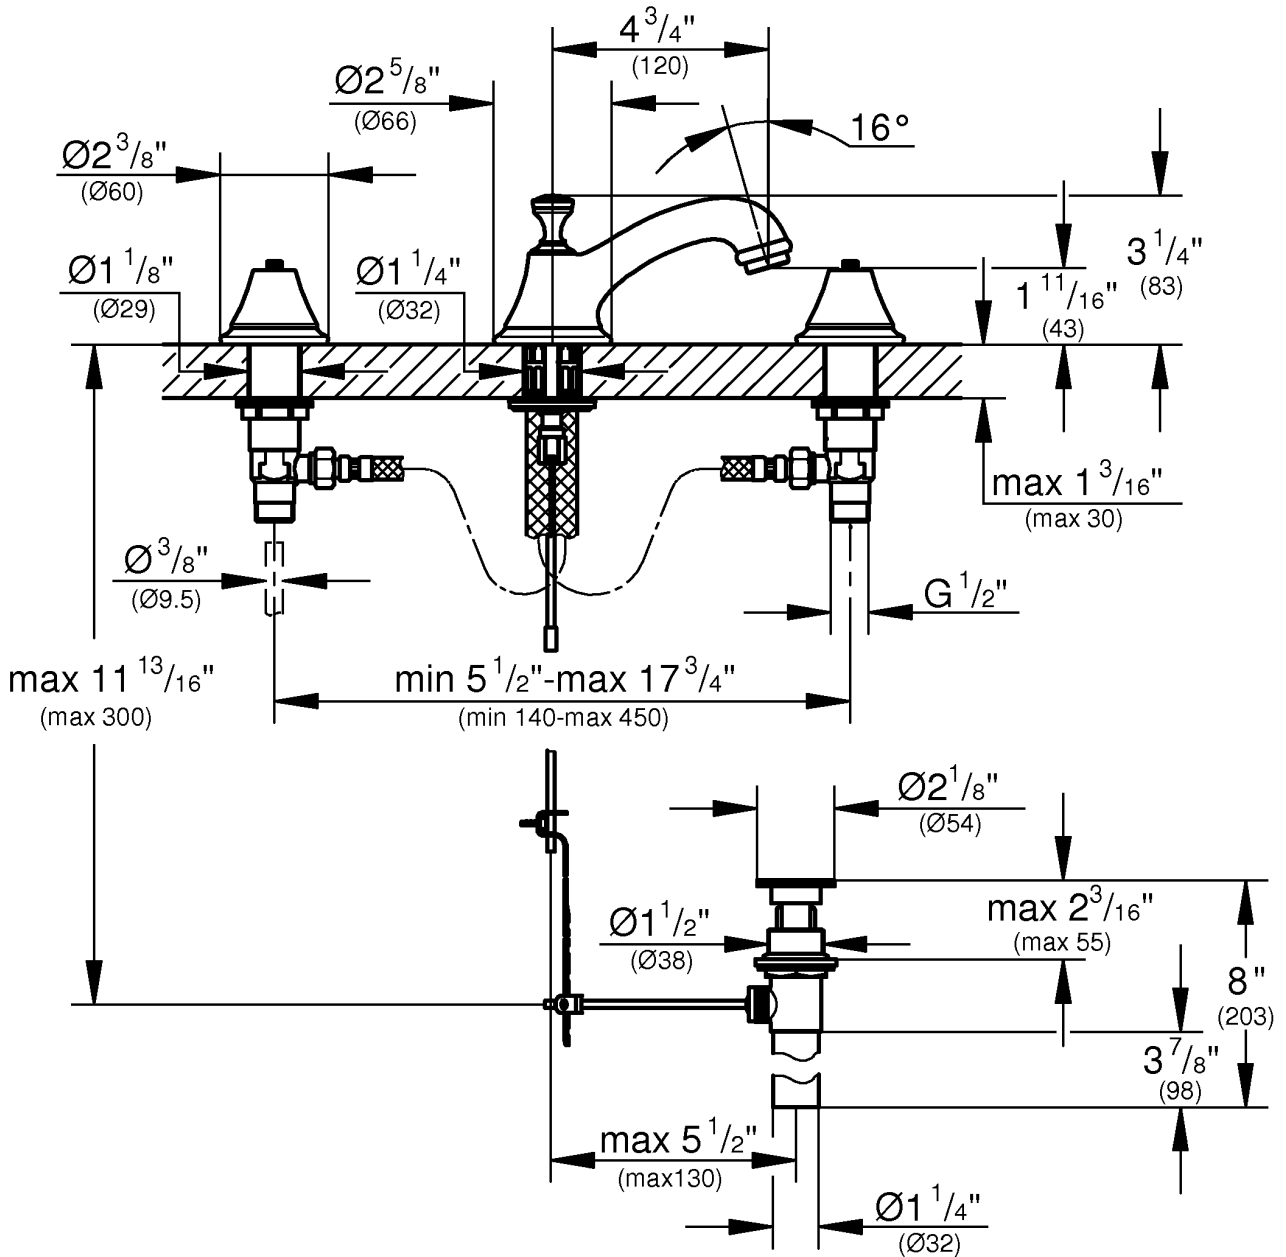 4 3/4"
(120)
Ø2 5/8"
(Ø66)
16°
Ø2 3/8"
(Ø60)
Ø1 1/8"
(Ø29)
Ø1 1/4"
(Ø32)
3 1/4"
(83)
1 11/16"
(43)
max 1 3/16"
(max 30)
Ø 3/8"
(Ø9.5)
G 1/2"
max 11 13/16"
(max 300)
min 5 1/2"-max 17 3/4"
(min 140-max 450)
Ø2 1/8"
(Ø54)
max 2 3/16"
(max 55)
Ø1 1/2"
(Ø38)
8"
(203)
3 7/8"
(98)
max 5 1/2"
(max130)
Ø1 1/4"
(Ø32)